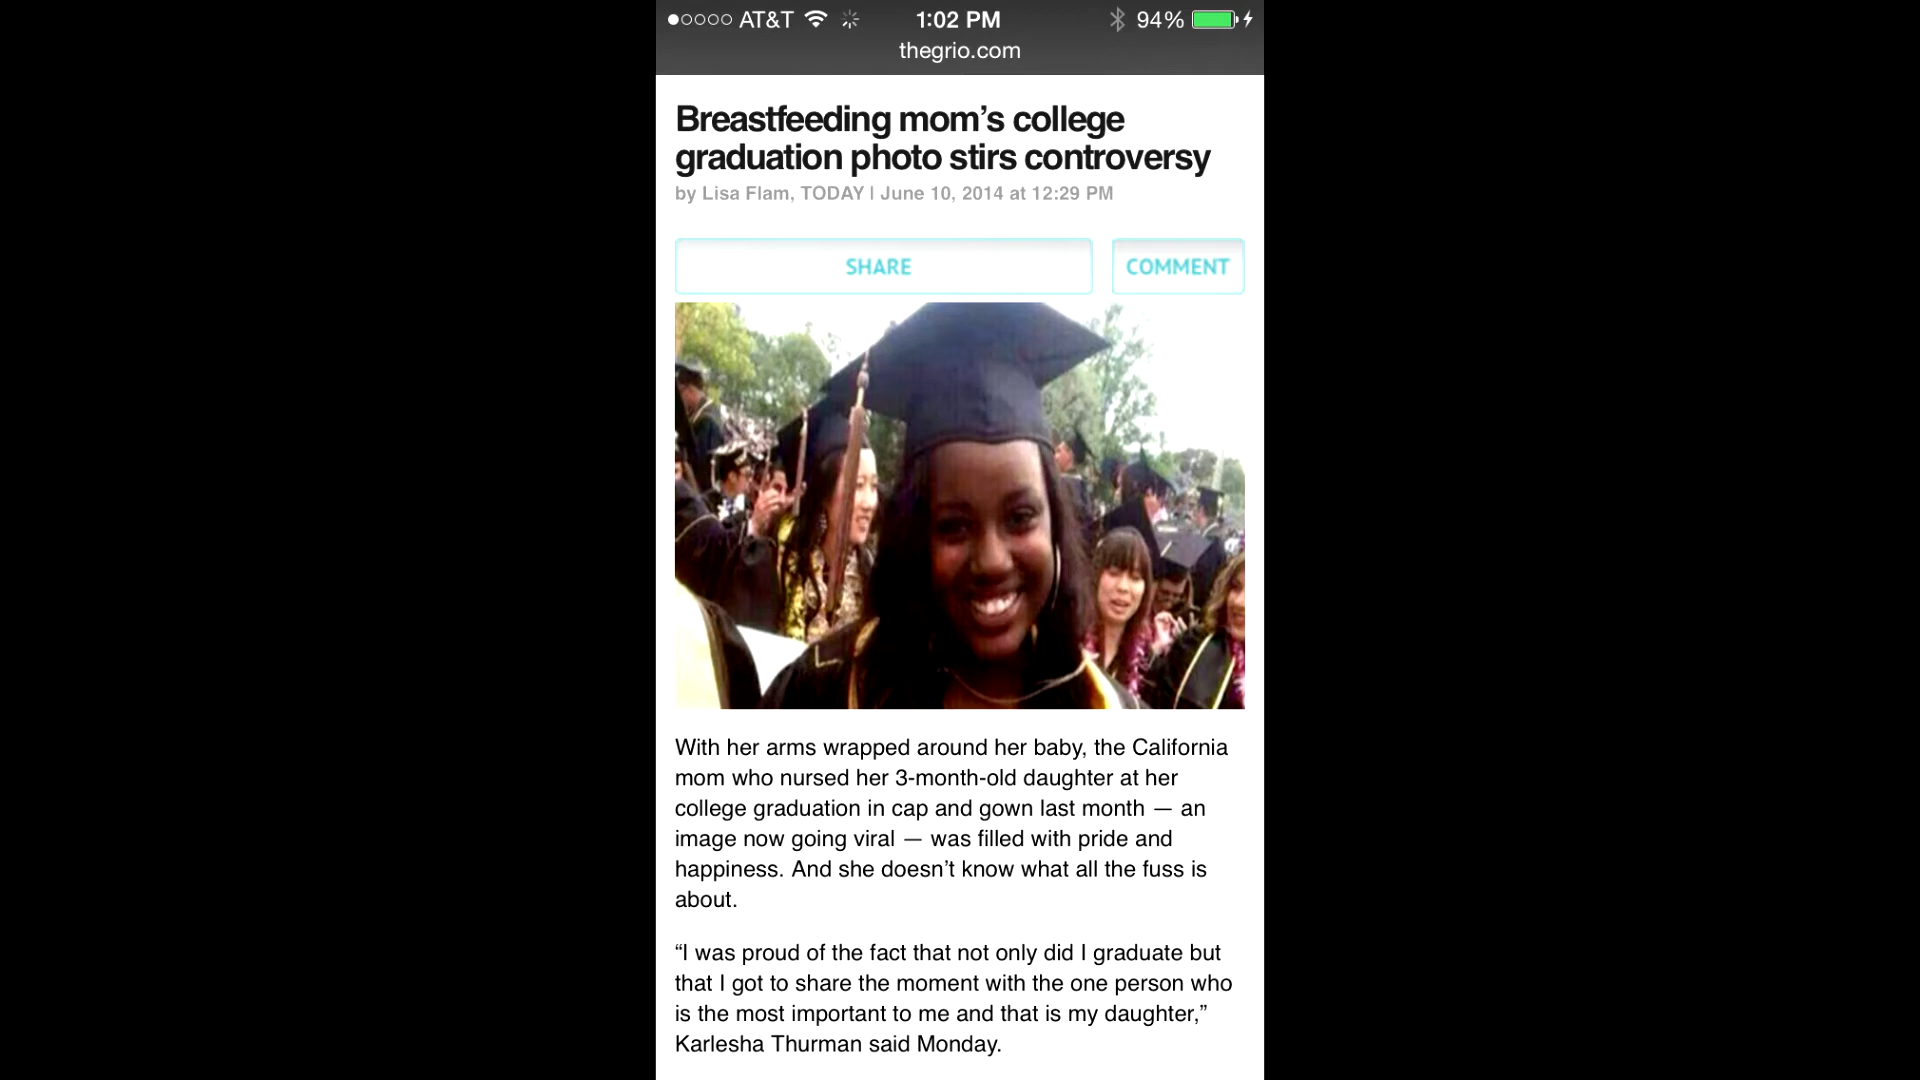 AT&T 1:02 PM 94%
thegrio.com
Breastfeeding mom’s college
graduation photo stirs controversy
by Lisa Flam, TODAY | June 10, 2014 at 12:29 PM
SHARE COMMENT
With her arms wrapped around her baby, the California
mom who nursed her 3-month-old daughter at her
college graduation in cap and gown last month — an
image now going viral — was filled with pride and
happiness. And she doesn’t know what all the fuss is
about.
“I was proud of the fact that not only did I graduate but
that I got to share the moment with the one person who
is the most important to me and that is my daughter,”
Karlesha Thurman said Monday.